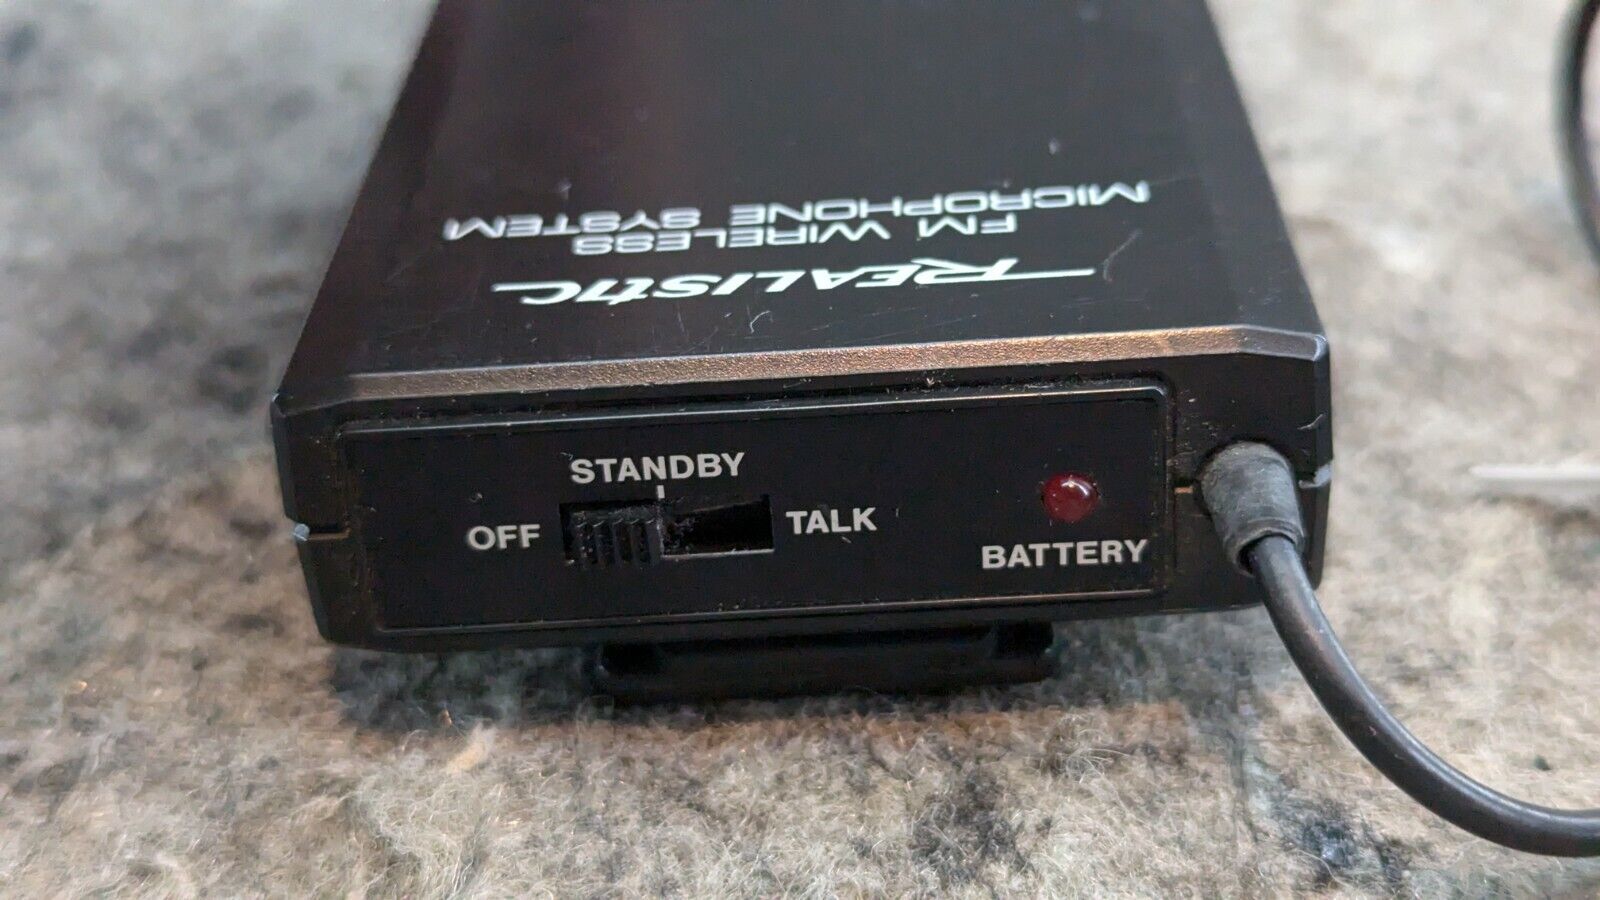 REALISTIC
FM WIRELESS
MICROPHONE SYSTEM
STANDBY
OFF TALK
BATTERY